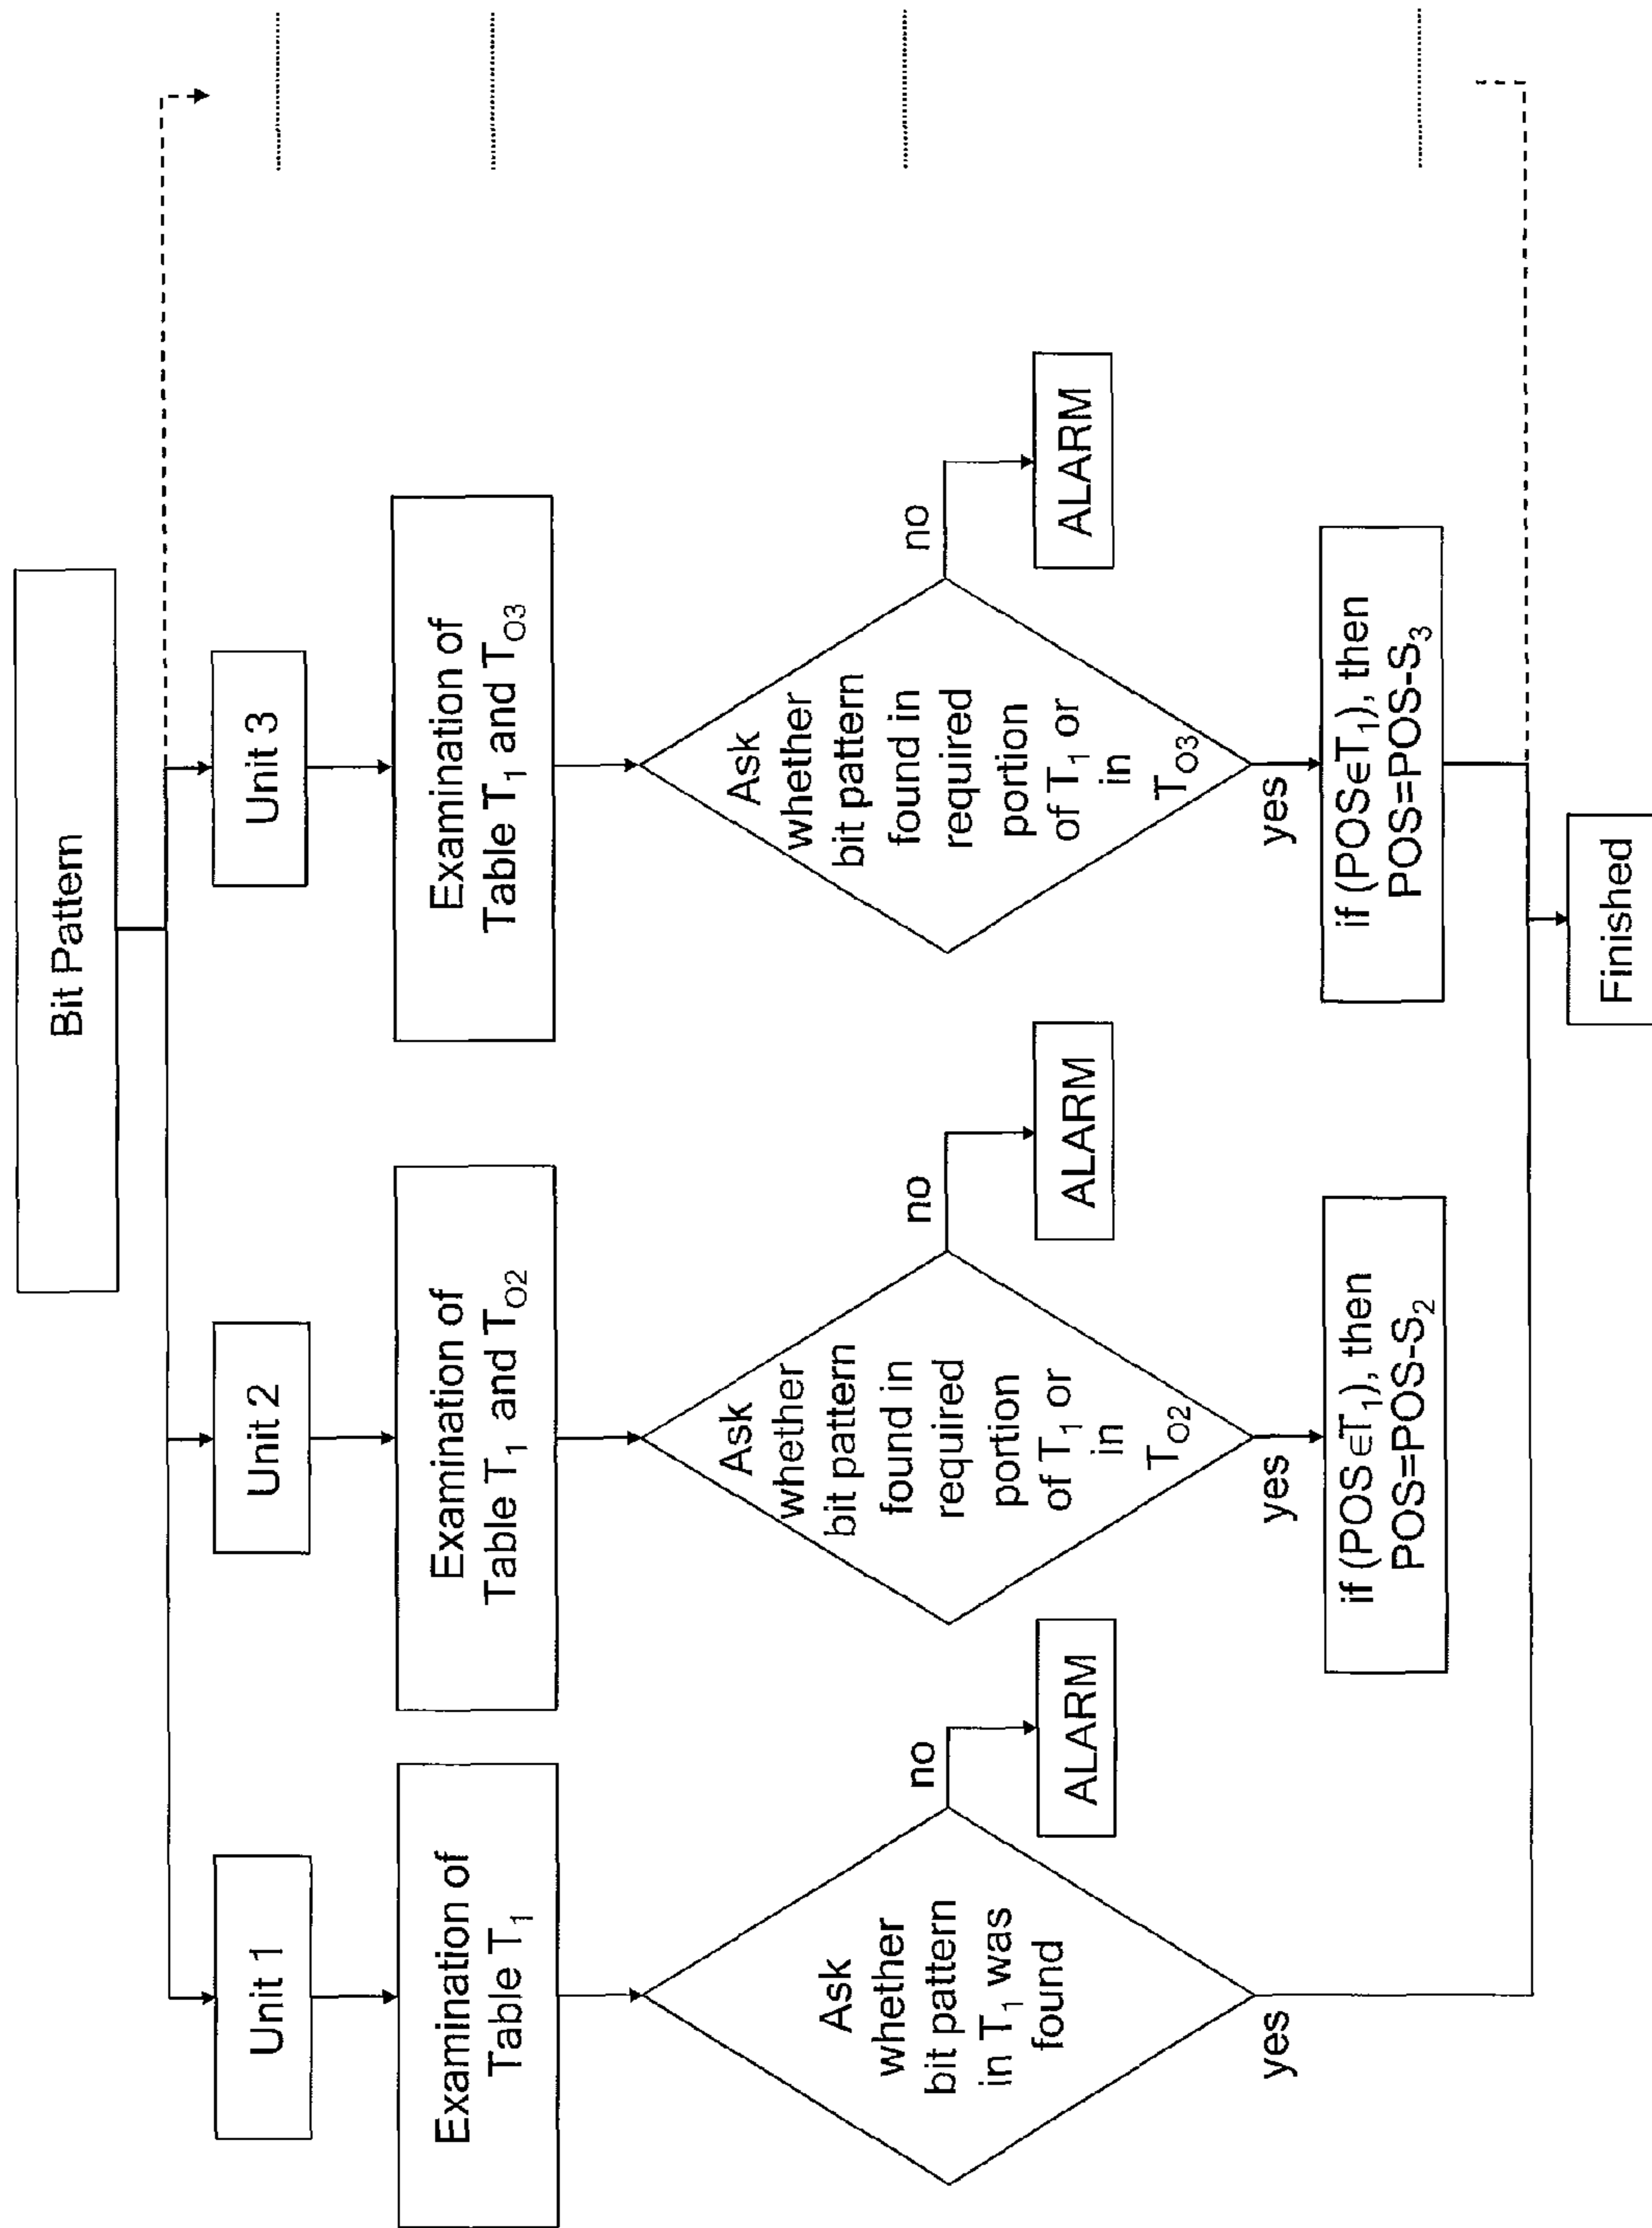 Bit Pattern
Unit 1
Unit 2
Unit 3
Examination of
Table T₁
Examination of
Table T₁ and T_O2
Examination of
Table T₁ and T_O3
Ask
whether
bit pattern
in T₁ was
found
no
ALARM
yes
Ask
whether
bit pattern
found in
required
portion
of T₁ or
in
T_O2
no
ALARM
yes
Ask
whether
bit pattern
found in
required
portion
of T₁ or
in
T_O3
no
ALARM
yes
if (POS∈T₁), then
POS=POS-S₂
if (POS∈T₁), then
POS=POS-S₃
Finished